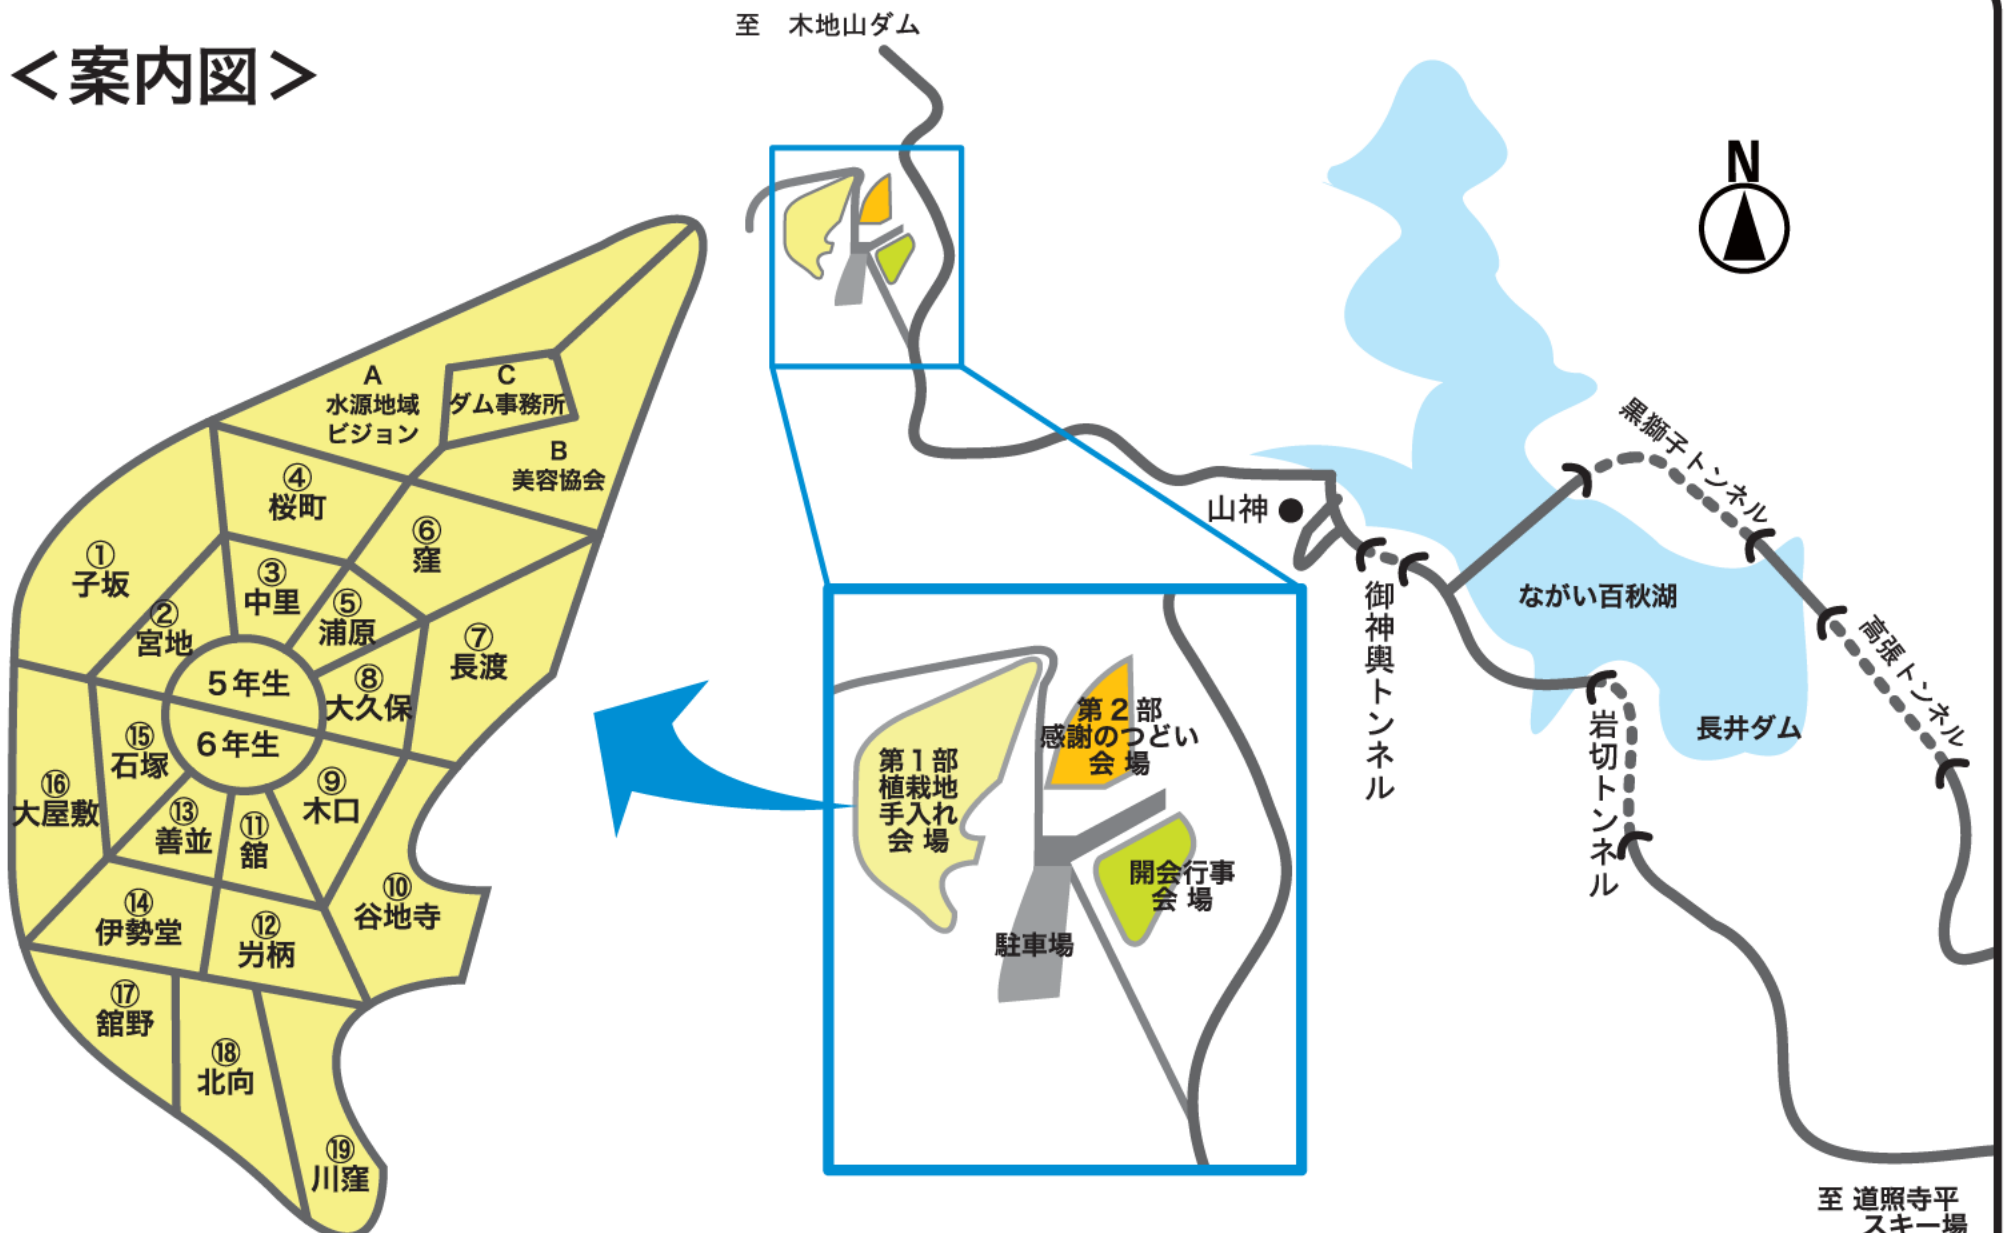 ＜案内図＞
至　木地山ダム
N
A
水源地域
ビジョン
C
ダム事務所
B
美容協会
①
子坂
②
宮地
③
中里
④
桜町
⑤
浦原
⑥
窪
⑦
長渡
⑧
大久保
5年生
6年生
⑨
木口
⑩
谷地寺
⑪
舘
⑫
屶柄
⑬
善並
⑭
伊勢堂
⑮
石塚
⑯
大屋敷
⑰
舘野
⑱
北向
⑲
川窪
第1部
植栽地
手入れ
会 場
第2部
感謝のつどい
会 場
開会行事
会 場
駐車場
山神
御神輿トンネル
黒獅子トンネル
高張トンネル
ながい百秋湖
長井ダム
岩切トンネル
至 道照寺平
スキー場